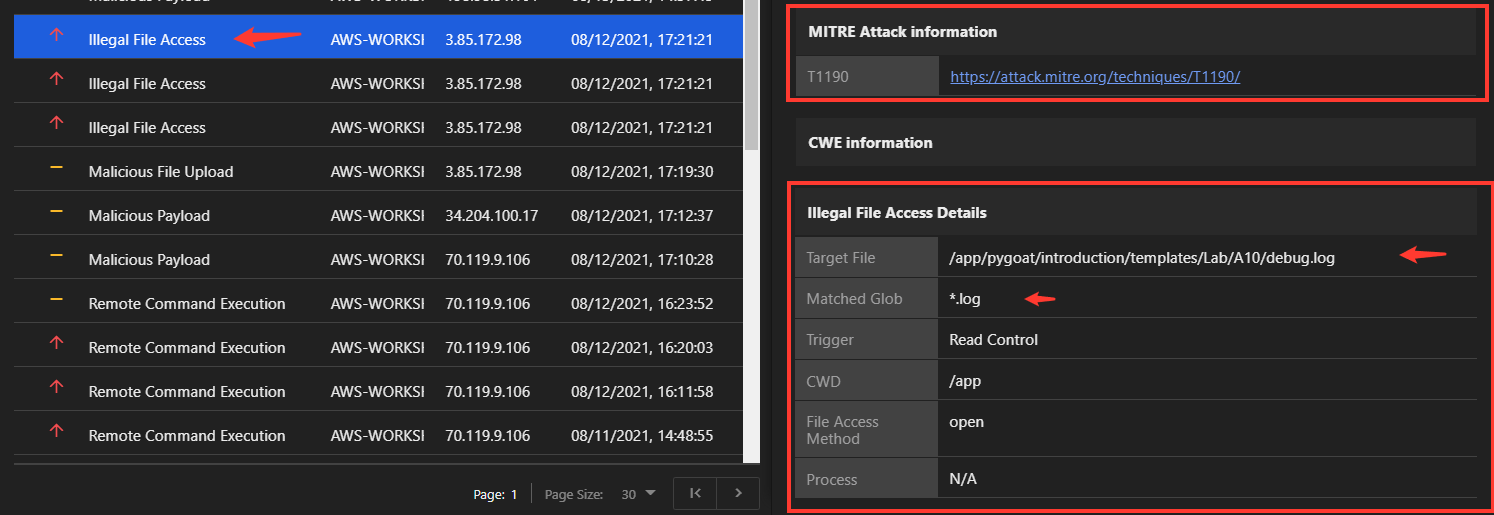 Illegal File Access AWS-WORKSI 3.85.172.98 08/12/2021, 17:21:21
Illegal File Access AWS-WORKSI 3.85.172.98 08/12/2021, 17:21:21
Illegal File Access AWS-WORKSI 3.85.172.98 08/12/2021, 17:21:21
Malicious File Upload AWS-WORKSI 3.85.172.98 08/12/2021, 17:19:30
Malicious Payload AWS-WORKSI 34.204.100.17 08/12/2021, 17:12:37
Malicious Payload AWS-WORKSI 70.119.9.106 08/12/2021, 17:10:28
Remote Command Execution AWS-WORKSI 70.119.9.106 08/12/2021, 16:23:52
Remote Command Execution AWS-WORKSI 70.119.9.106 08/12/2021, 16:20:03
Remote Command Execution AWS-WORKSI 70.119.9.106 08/12/2021, 16:11:58
Remote Command Execution AWS-WORKSI 70.119.9.106 08/11/2021, 14:48:55
Page: 1 Page Size: 30
MITRE Attack information
T1190 https://attack.mitre.org/techniques/T1190/
CWE information
Illegal File Access Details
Target File /app/pygoat/introduction/templates/Lab/A10/debug.log
Matched Glob *.log
Trigger Read Control
CWD /app
File Access
Method
open
Process N/A